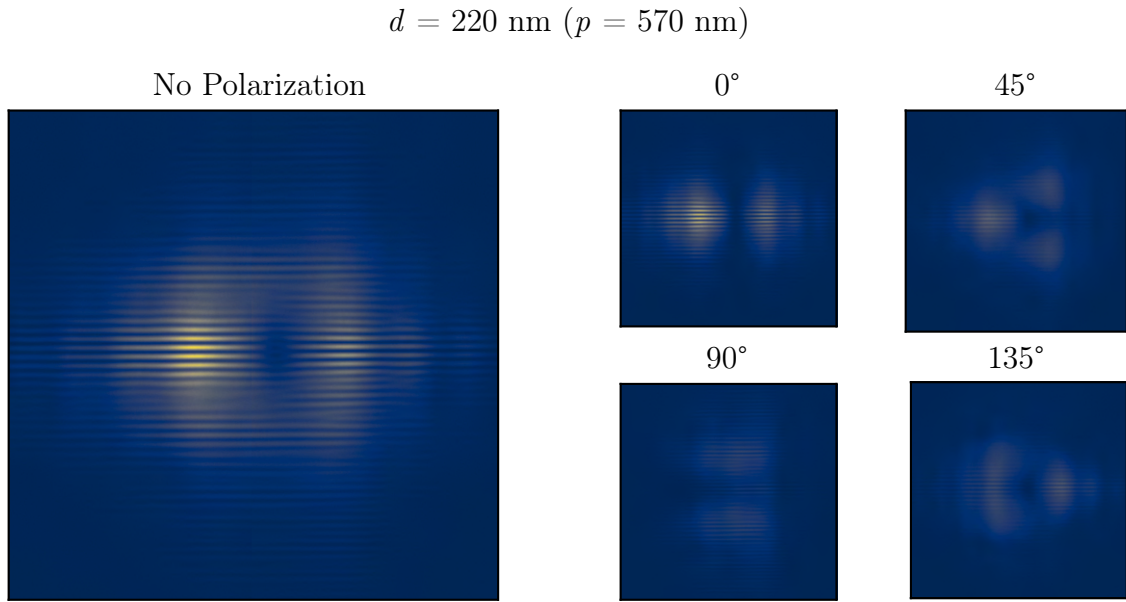 d = 220 nm (p = 570 nm)
No Polarization
0°
45°
90°
135°